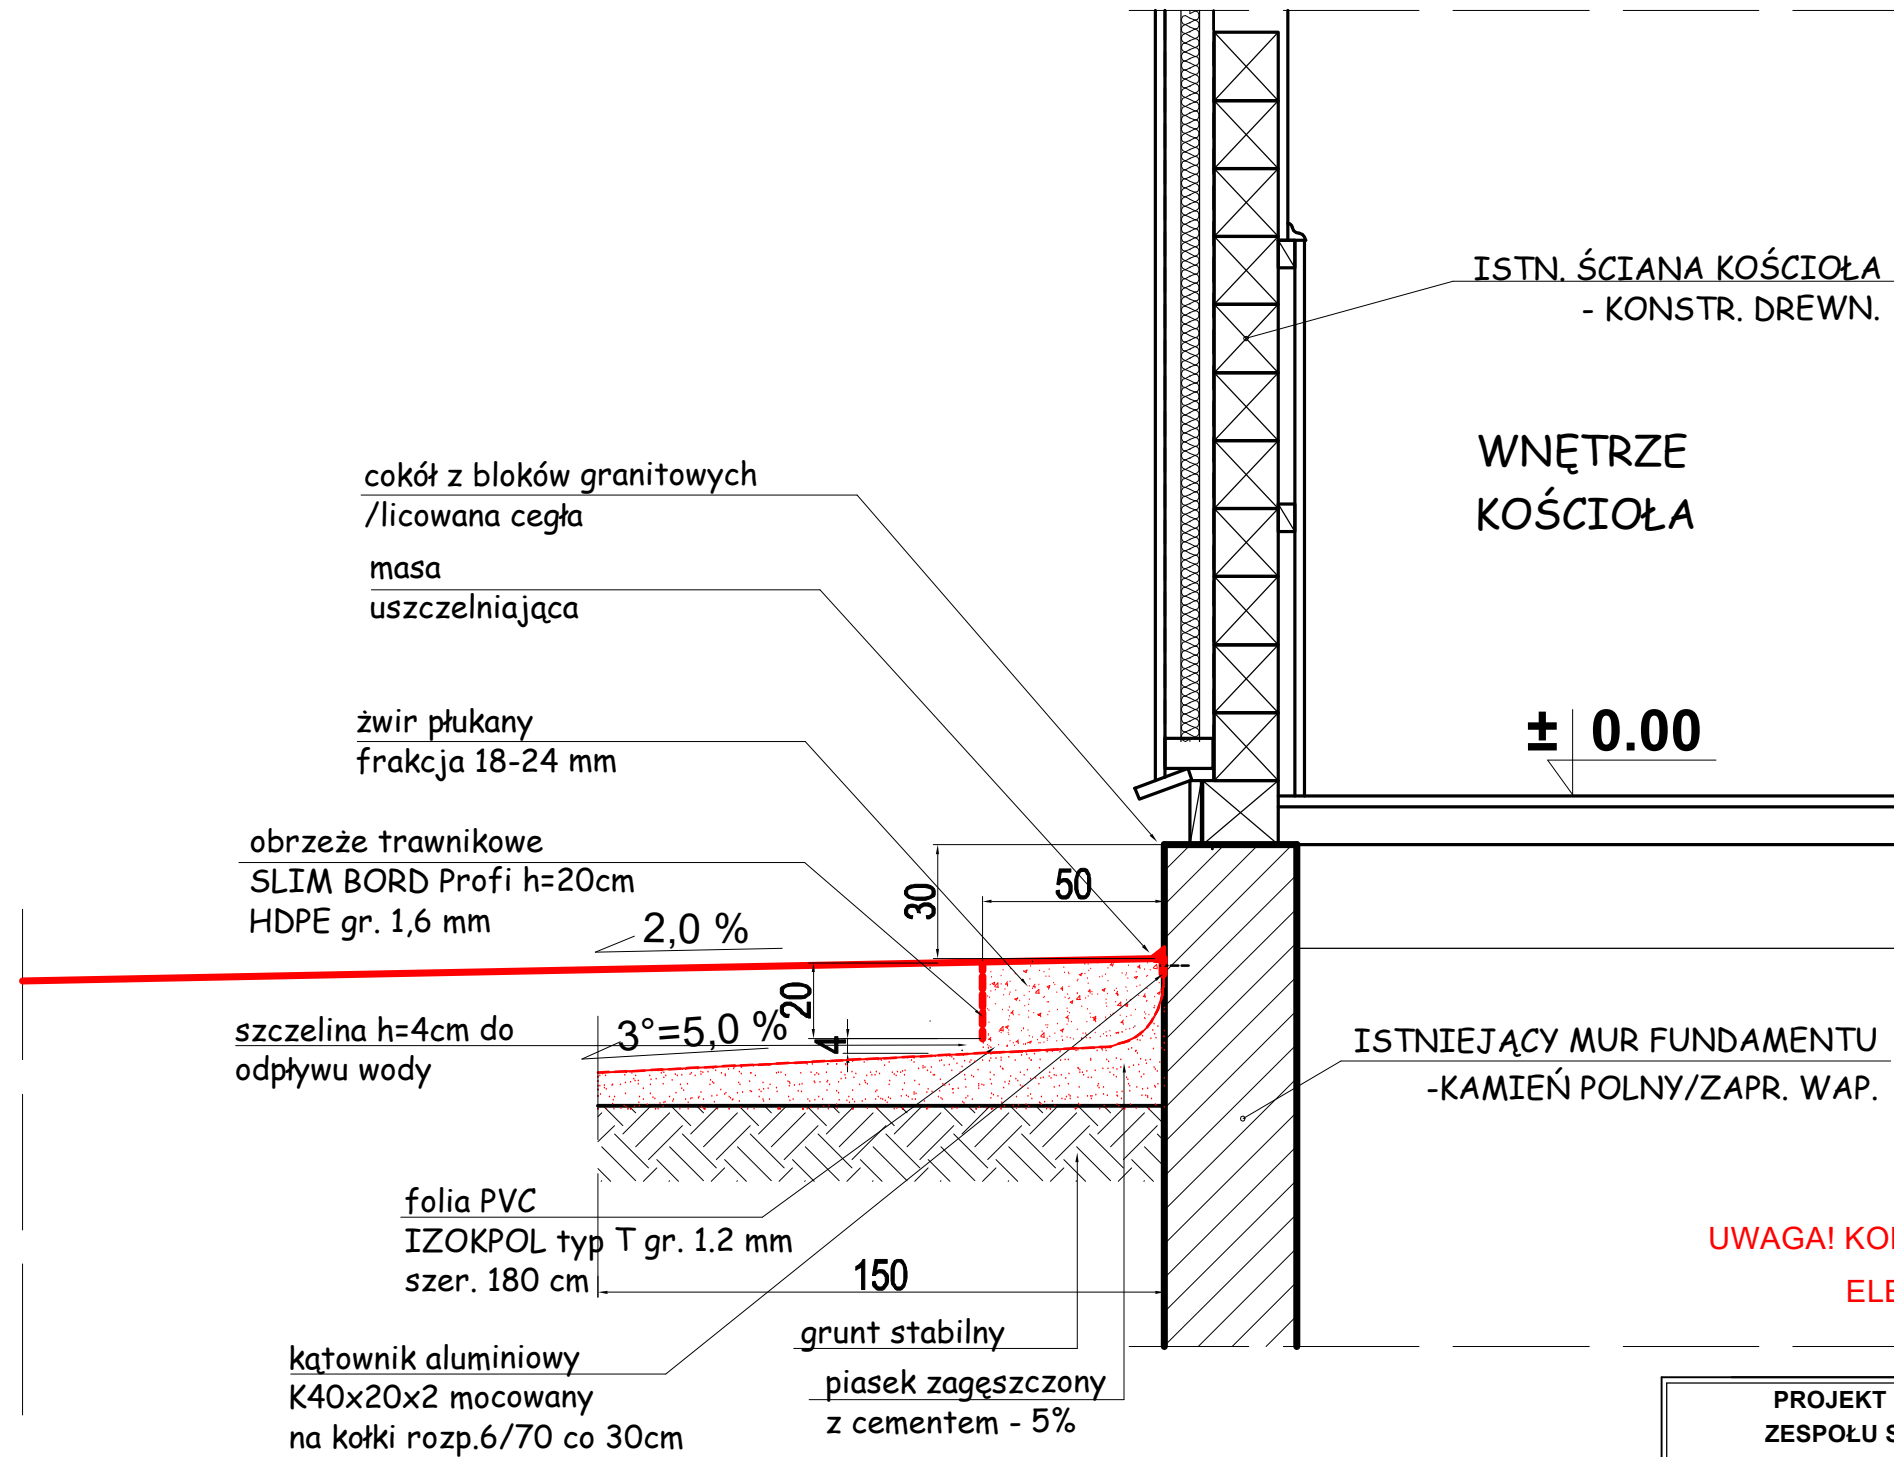 ISTN. ŚCIANA KOŚCIOŁA
- KONSTR. DREWN.
WNĘTRZE
KOŚCIOŁA
cokół z bloków granitowych
/licowana cegła
masa
uszczelniająca
żwir płukany
frakcja 18-24 mm
± 0.00
obrzeże trawnikowe
SLIM BORD Profi h=20cm
HDPE gr. 1,6 mm
30
50
2,0 %
20
szczelina h=4cm do
odpływu wody
3°=5,0 %
4
ISTNIEJĄCY MUR FUNDAMENTU
-KAMIEŃ POLNY/ZAPR. WAP.
folia PVC
IZOKPOL typ T gr. 1.2 mm
szer. 180 cm
150
grunt stabilny
piasek zagęszczony
z cementem - 5%
kątownik aluminiowy
K40x20x2 mocowany
na kołki rozp.6/70 co 30cm
UWAGA!
PROJEKT
ZESPOŁU